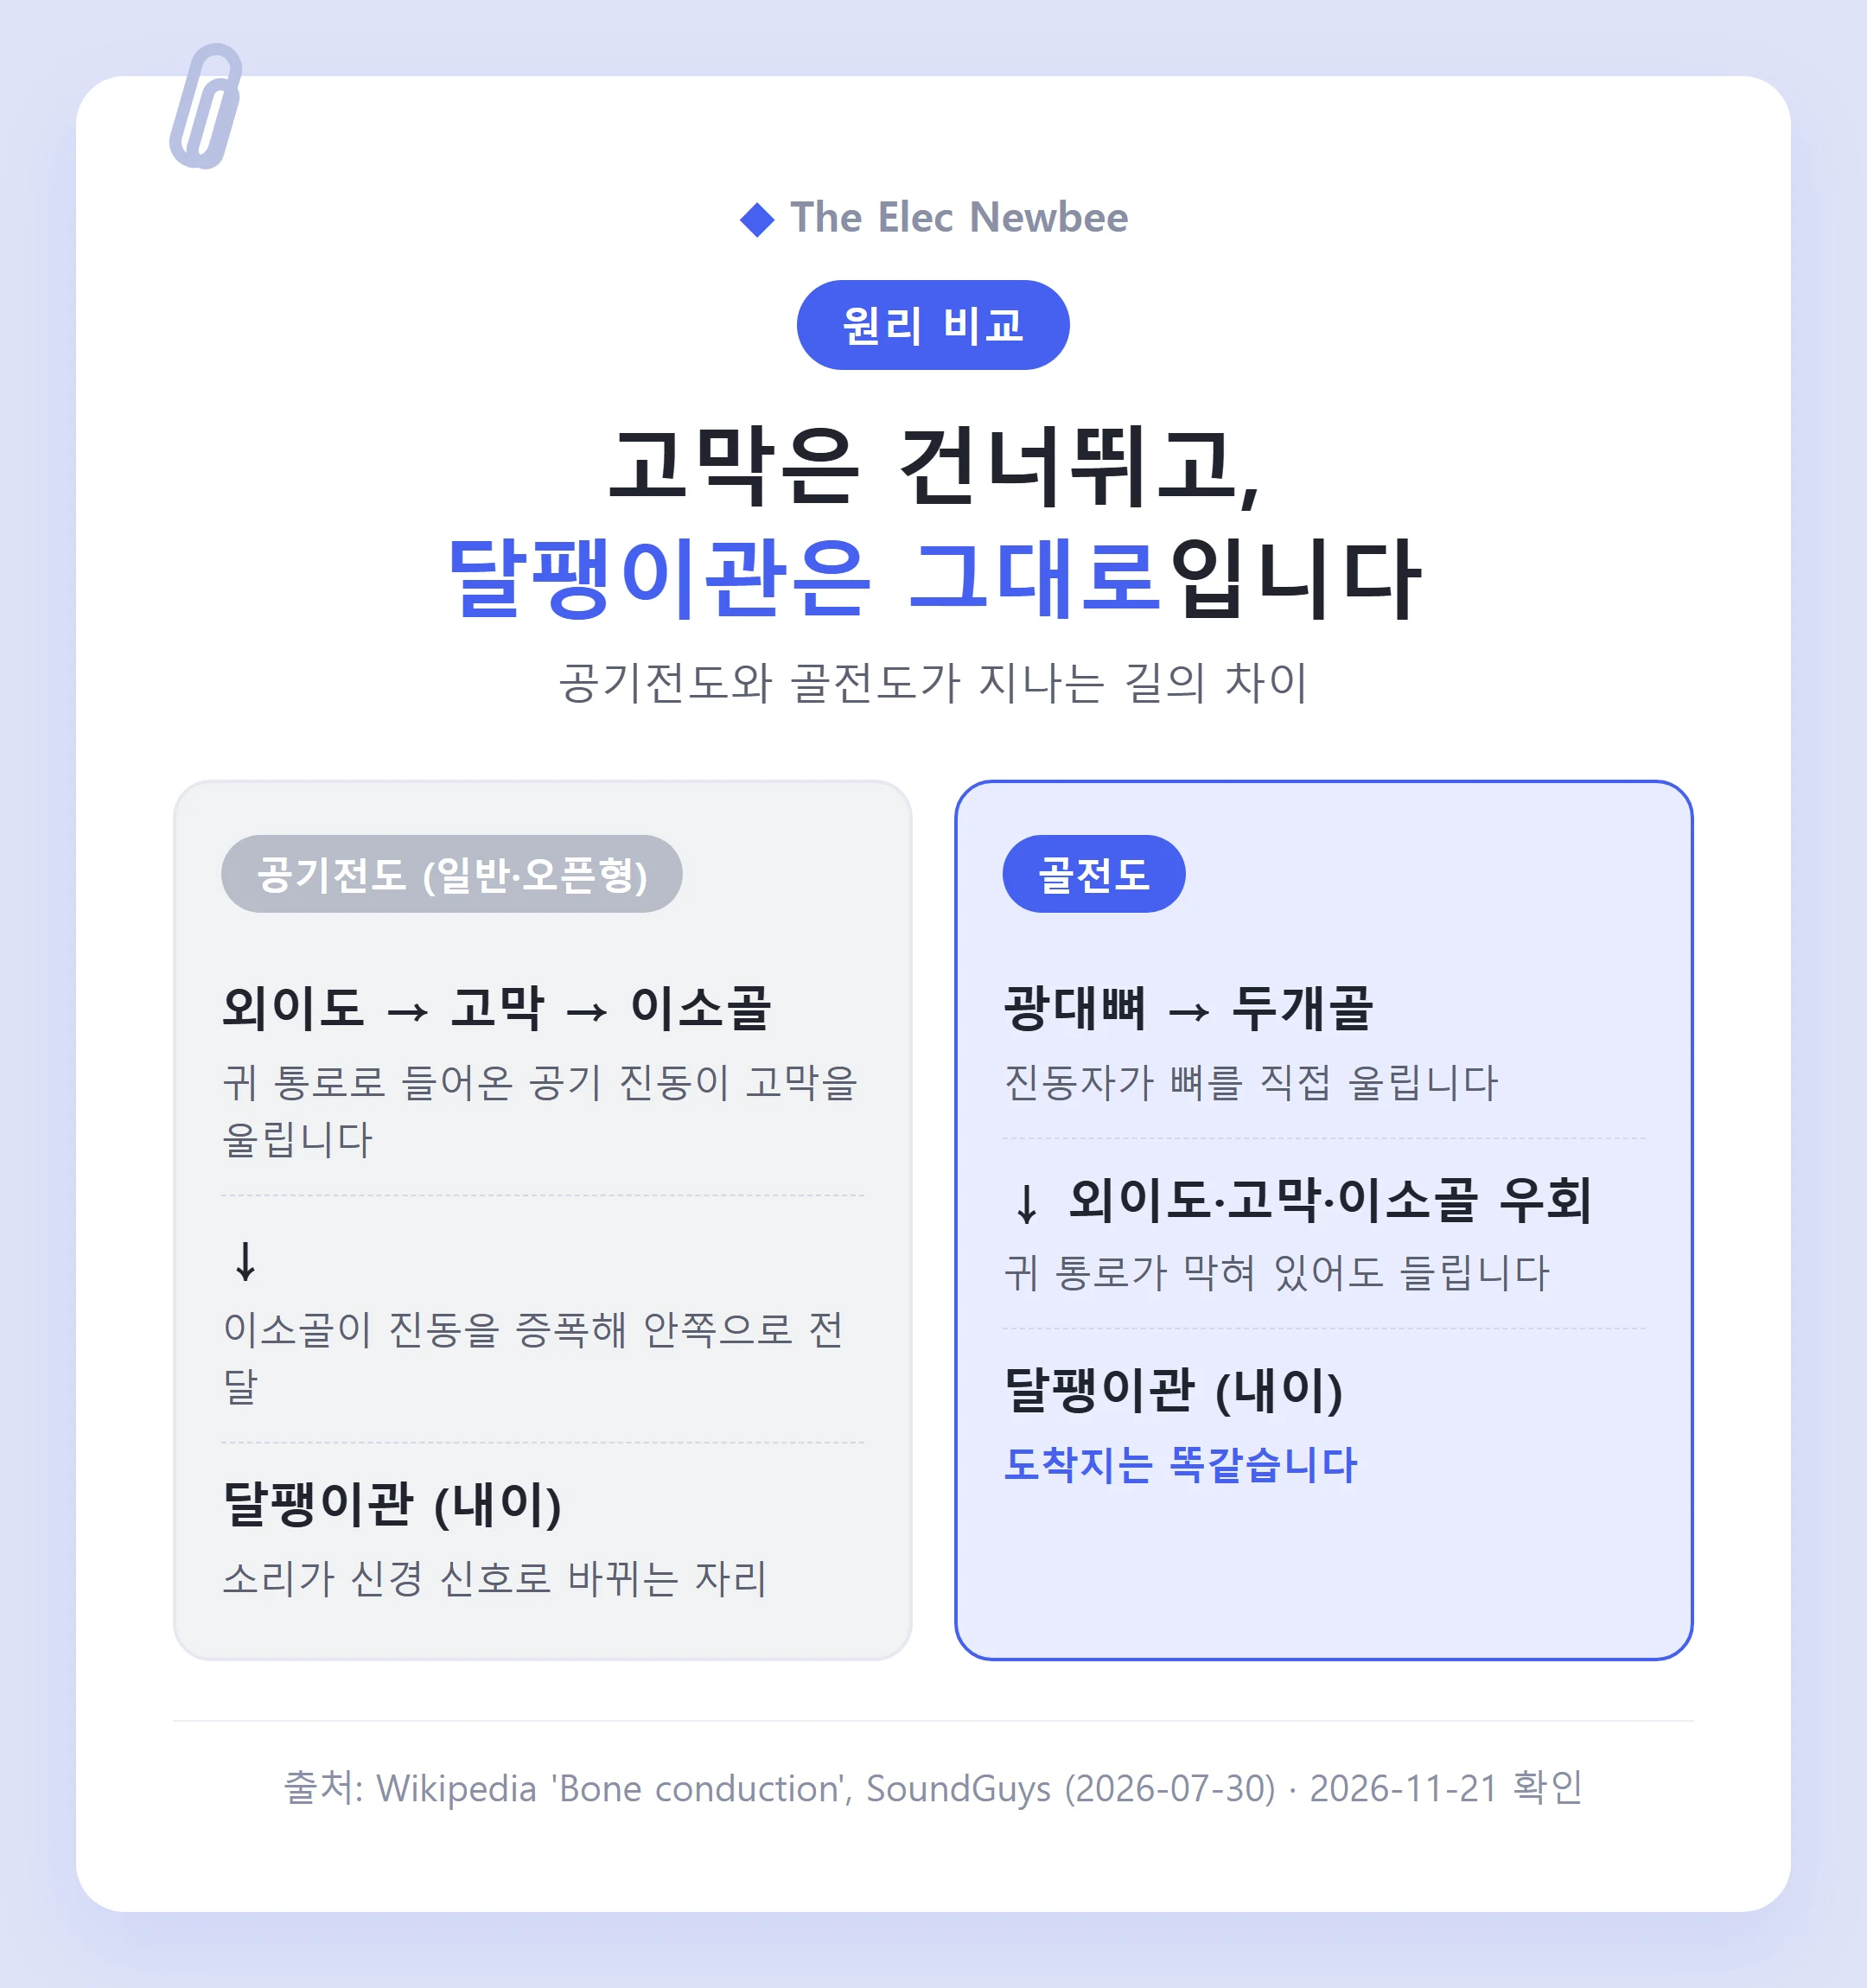 ◆ The Elec Newbee
원리 비교
고막은 건너뛰고,
달팽이관은 그대로입니다
공기전도와 골전도가 지나는 길의 차이
공기전도 (일반·오픈형)
외이도 → 고막 → 이소골
귀 통로로 들어온 공기 진동이 고막을
울립니다
↓
이소골이 진동을 증폭해 안쪽으로 전
달
달팽이관 (내이)
소리가 신경 신호로 바뀌는 자리
골전도
광대뼈 → 두개골
진동자가 뼈를 직접 울립니다
↓ 외이도·고막·이소골 우회
귀 통로가 막혀 있어도 들립니다
달팽이관 (내이)
도착지는 똑같습니다
출처: Wikipedia 'Bone conduction', SoundGuys (2026-07-30) · 2026-11-21 확인